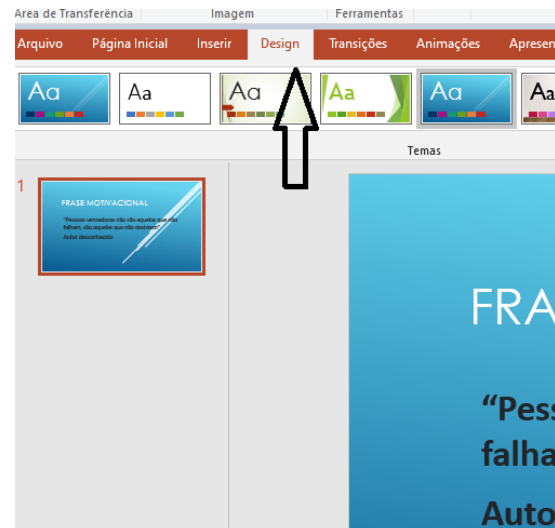 Área de Transferência Imagem Ferramentas
Arquivo Página Inicial Inserir Design Transições Animações Apresen
Aa Aa Aa Aa Aa Aa
Temas
1
FRASE MOTIVACIONAL
"Pessoas vencedoras não são aquelas que não
falham, são aquelas que não desistem"
Autor desconhecido
FRA
“Pess
falha
Auto